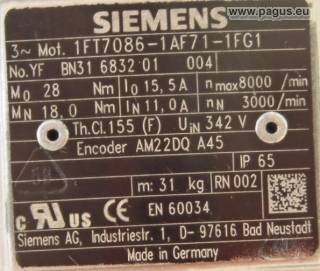 www.pagus.eu
SIEMENS
3~ Mot. 1FT7086-1AF71-1FG1
No.YF BN31 6832 01 004
M0 28 Nm I0 15,5A nmax8000 /min
MN 18,0 Nm IN 11,0A nN 3000 /min
Th.Cl.155 (F) UIN 342 V
Encoder AM22DQ A45
IP 65
m: 31 kg RN 002
c RU us CE EN 60034
Siemens AG, Industriestr. 1, D- 97616 Bad Neustadt
Made in Germany